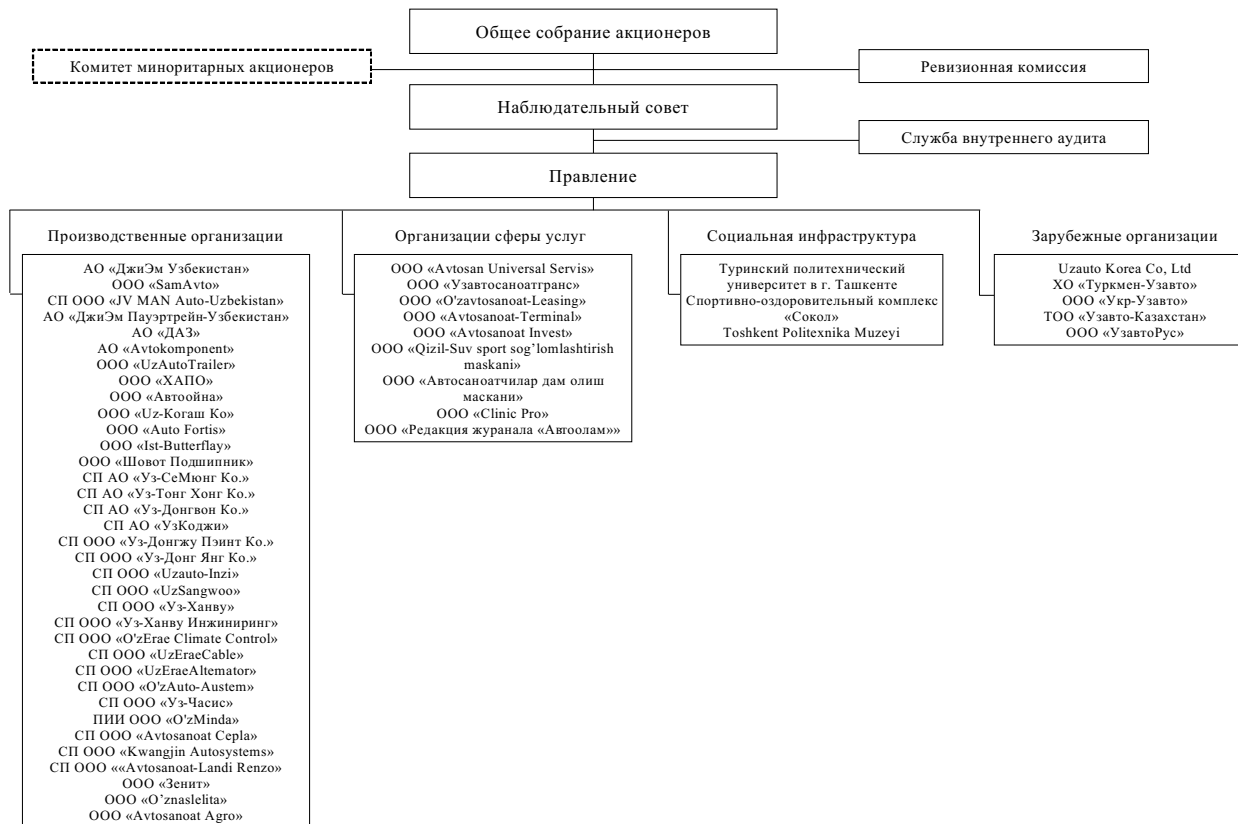 Общее собрание акционеров
Комитет миноритарных акционеров
Ревизионная комиссия
Наблюдательный совет
Служба внутреннего аудита
Правление
Производственные организации
АО «ДжиЭм Узбекистан»
ООО «SamAvto»
СП ООО «JV MAN Auto-Uzbekistan»
АО «ДжиЭм Пауэртрейн-Узбекистан»
АО «ДАЗ»
АО «Avtokomponent»
ООО «UzAutoTrailer»
ООО «ХАПО»
ООО «Автоойна»
ООО «Uz-Когаш Ко»
ООО «Auto Fortis»
ООО «Ist-Butterflay»
ООО «Шовот Подшипник»
СП АО «Уз-СеМюнг Ко.»
СП АО «Уз-Тонг Хонг Ко.»
СП АО «Уз-Донгвон Ко.»
СП АО «УзКоджи»
СП ООО «Уз-Донгжу Пэинт Ко.»
СП ООО «Уз-Донг Янг Ко.»
СП ООО «Uzauto-Inzi»
СП ООО «UzSangwoo»
СП ООО «Уз-Ханву»
СП ООО «Уз-Ханву Инжиниринг»
СП ООО «O'zErae Climate Control»
СП ООО «UzEraeCable»
СП ООО «UzEraeAltemator»
СП ООО «O'zAuto-Austem»
СП ООО «Уз-Часис»
ПИИ ООО «O'zMinda»
СП ООО «Avtosanoat Cepla»
СП ООО «Kwangjin Autosystems»
СП ООО ««Avtosanoat-Landi Renzo»
ООО «Зенит»
ООО «O’znaslelita»
ООО «Avtosanoat Agro»
Организации сферы услуг
ООО «Avtosan Universal Servis»
ООО «Узавтосаноатгранс»
ООО «O'zavtosanoat-Leasing»
ООО «Avtosanoat-Terminal»
ООО «Avtosanoat Invest»
ООО «Qizil-Suv sport sog’lomlashtirish
maskani»
ООО «Автосаноатчилар дам олиш
маскани»
ООО «Clinic Pro»
ООО «Редакция журанала «Автоолам»»
Социальная инфраструктура
Туринский политехнический
университет в г. Ташкенте
Спортивно-оздоровительный комплекс
«Сокол»
Toshkent Politexnika Muzeyi
Зарубежные организации
Uzauto Korea Co, Ltd
ХО «Туркмен-Узавто»
ООО «Укр-Узавто»
ТОО «Узавто-Казахстан»
ООО «УзавтоРус»